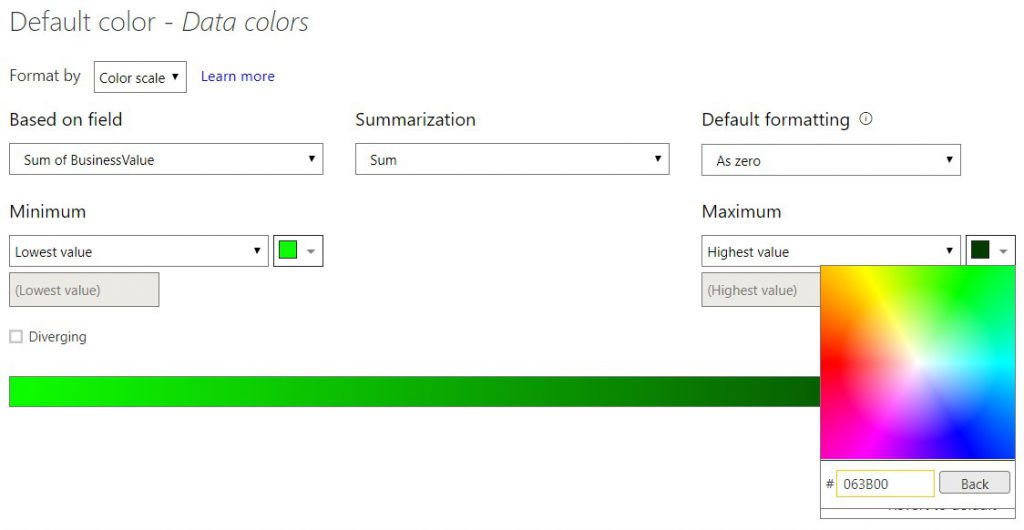 Default color - Data colors
Format by Color scale Learn more
Based on field Summarization Default formatting
Sum of BusinessValue Sum As zero
Minimum Maximum
Lowest value Highest value
(Lowest value) (Highest value)
Diverging
# 063B00 Back